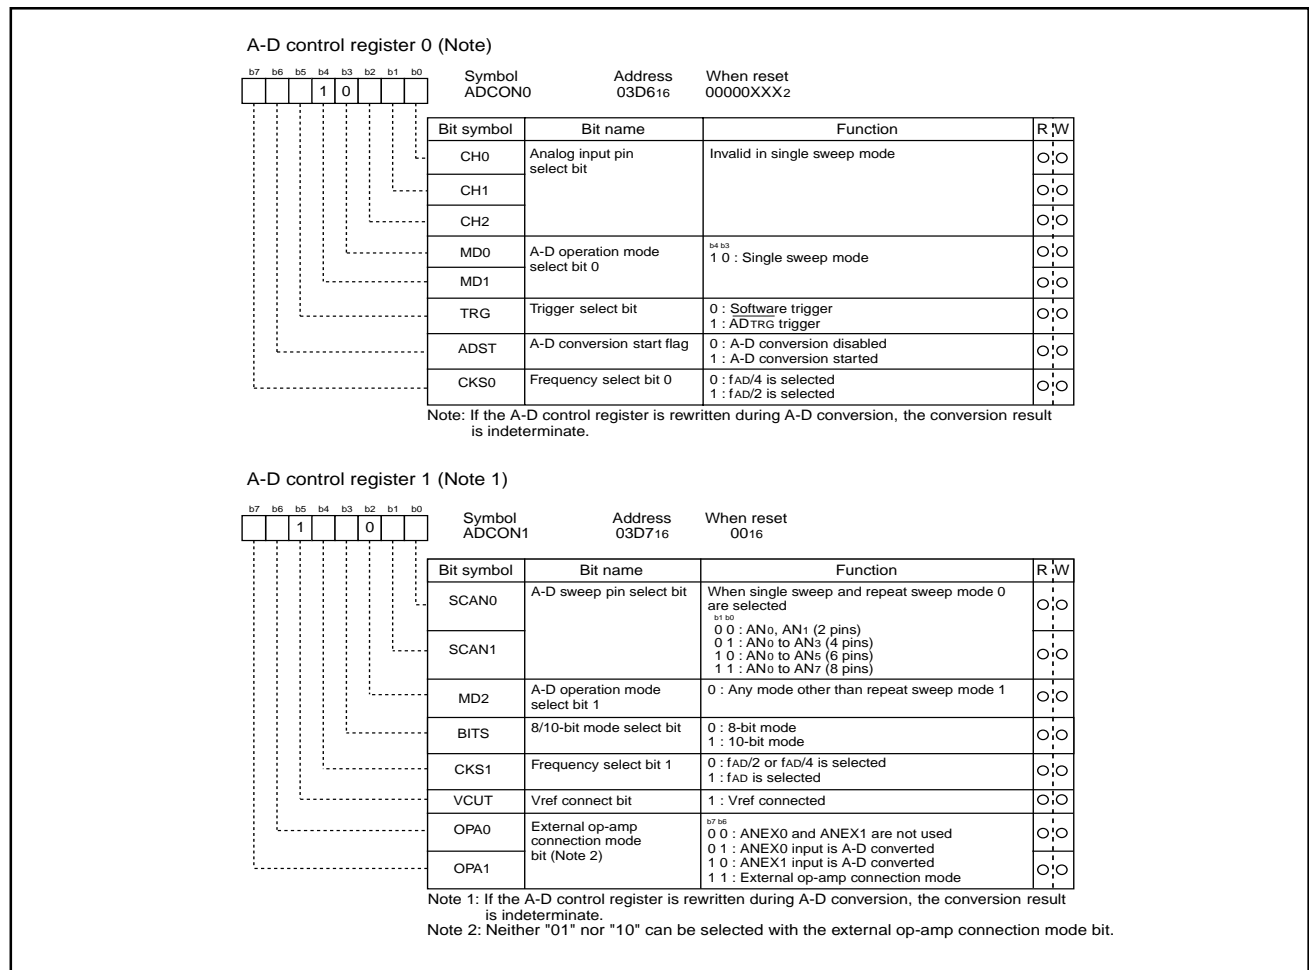 A-D control register 0 (Note)
b7 b6 b5 b4 b3 b2 b1 b0
1 0
Symbol Address When reset
ADCON0 03D616 00000XXX2
Bit symbol Bit name Function R W
CH0 Analog input pin Invalid in single sweep mode
select bit
CH1
CH2
MD0 A-D operation mode b4 b3
select bit 0 1 0 : Single sweep mode
MD1
TRG Trigger select bit 0 : Software trigger
1 : ADTRG trigger
ADST A-D conversion start flag 0 : A-D conversion disabled
1 : A-D conversion started
CKS0 Frequency select bit 0 0 : fAD/4 is selected
1 : fAD/2 is selected
Note: If the A-D control register is rewritten during A-D conversion, the conversion result
is indeterminate.
A-D control register 1 (Note 1)
b7 b6 b5 b4 b3 b2 b1 b0
1 0
Symbol Address When reset
ADCON1 03D716 0016
Bit symbol Bit name Function R W
SCAN0 A-D sweep pin select bit When single sweep and repeat sweep mode 0
are selected
b1 b0
0 0 : AN0, AN1 (2 pins)
SCAN1 0 1 : AN0 to AN3 (4 pins)
1 0 : AN0 to AN5 (6 pins)
1 1 : AN0 to AN7 (8 pins)
MD2 A-D operation mode 0 : Any mode other than repeat sweep mode 1
select bit 1
BITS 8/10-bit mode select bit 0 : 8-bit mode
1 : 10-bit mode
CKS1 Frequency select bit 1 0 : fAD/2 or fAD/4 is selected
1 : fAD is selected
VCUT Vref connect bit 1 : Vref connected
OPA0 External op-amp b7 b6
connection mode 0 0 : ANEX0 and ANEX1 are not used
bit (Note 2) 0 1 : ANEX0 input is A-D converted
OPA1 1 0 : ANEX1 input is A-D converted
1 1 : External op-amp connection mode
Note 1: If the A-D control register is rewritten during A-D conversion, the conversion result
is indeterminate.
Note 2: Neither "01" nor "10" can be selected with the external op-amp connection mode bit.